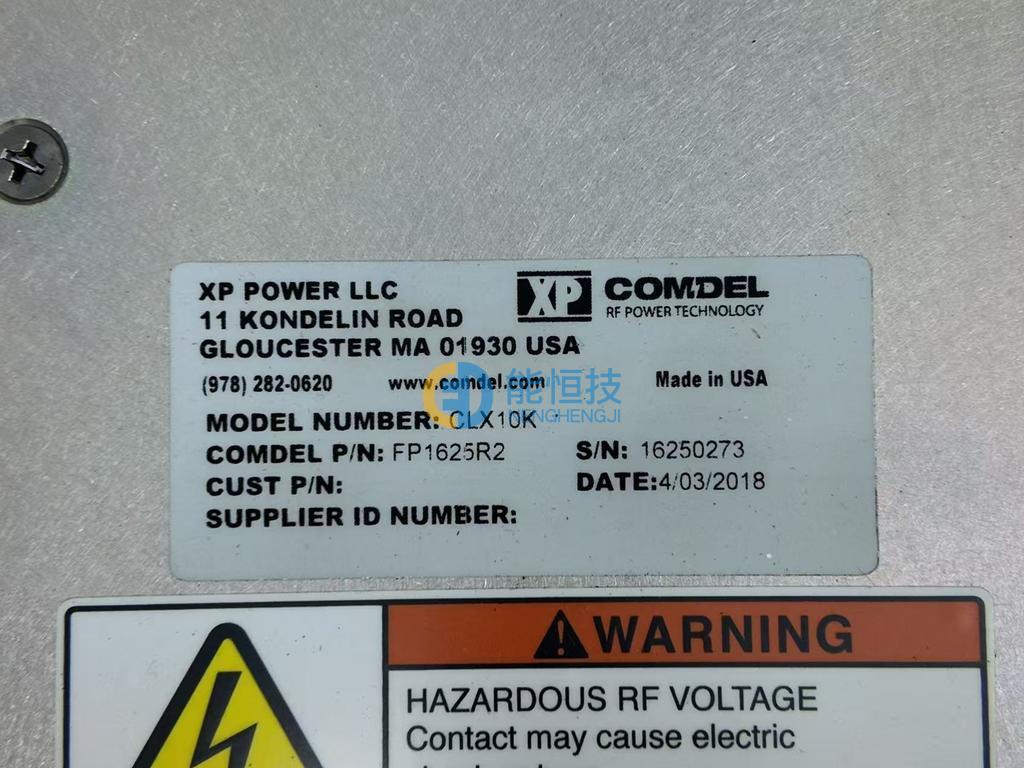 XP POWER LLC
11 KONDELIN ROAD
GLOUCESTER MA 01930 USA
XP COMDEL
RF POWER TECHNOLOGY
(978) 282-0620 www.comdel.com Made in USA
能恒技
NENGHENGJI
MODEL NUMBER: CLX10K
COMDEL P/N: FP1625R2 S/N: 16250273
CUST P/N: DATE:4/03/2018
SUPPLIER ID NUMBER:
WARNING
HAZARDOUS RF VOLTAGE
Contact may cause electric